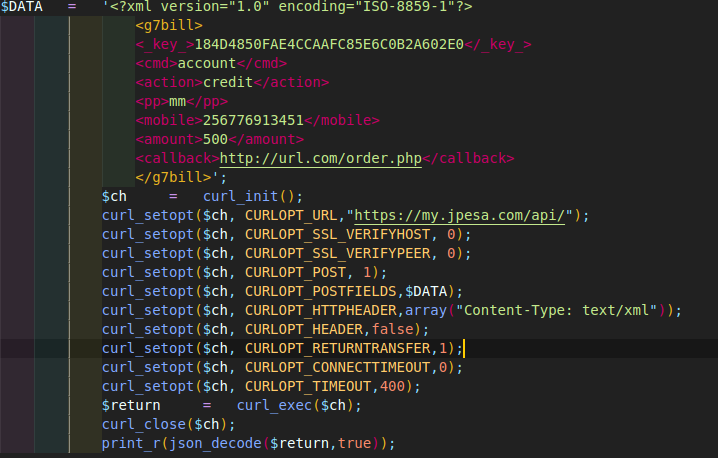 $DATA = '<?xml version="1.0" encoding="ISO-8859-1"?>
<g7bill>
<_key_>184D4850FAE4CCAAFC85E6C0B2A602E0</_key_>
<cmd>account</cmd>
<action>credit</action>
<pp>mm</pp>
<mobile>256776913451</mobile>
<amount>500</amount>
<callback>http://url.com/order.php</callback>
</g7bill>';
$ch = curl_init();
curl_setopt($ch, CURLOPT_URL,"https://my.jpesa.com/api/");
curl_setopt($ch, CURLOPT_SSL_VERIFYHOST, 0);
curl_setopt($ch, CURLOPT_SSL_VERIFYPEER, 0);
curl_setopt($ch, CURLOPT_POST, 1);
curl_setopt($ch, CURLOPT_POSTFIELDS,$DATA);
curl_setopt($ch, CURLOPT_HTTPHEADER,array("Content-Type: text/xml"));
curl_setopt($ch, CURLOPT_HEADER,false);
curl_setopt($ch, CURLOPT_RETURNTRANSFER,1);
curl_setopt($ch, CURLOPT_CONNECTTIMEOUT,0);
curl_setopt($ch, CURLOPT_TIMEOUT,400);
$return = curl_exec($ch);
curl_close($ch);
print_r(json_decode($return,true));